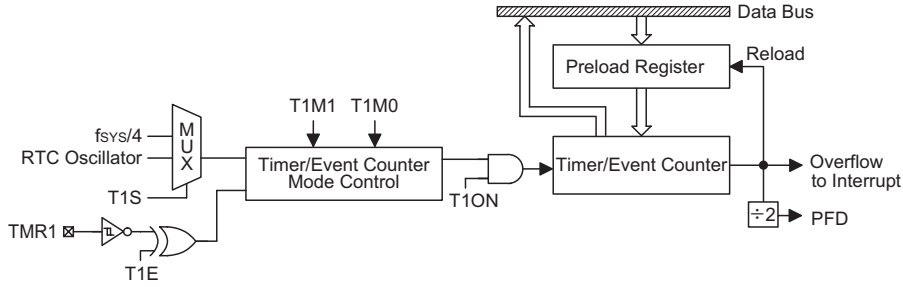 Data Bus
Preload Register
Reload
T1M1
T1M0
fSYS/4
RTC Oscillator
MUX
T1S
Timer/Event Counter
Mode Control
T1ON
Timer/Event Counter
Overflow
to Interrupt
÷2
PFD
TMR1
T1E